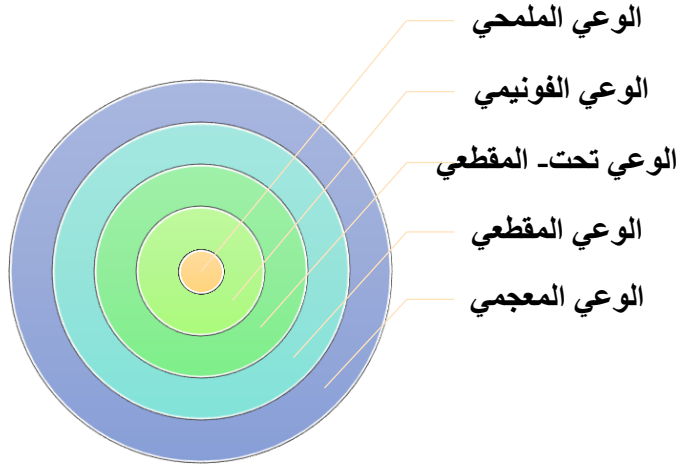 الوعي الملمحي
الوعي الفونيمي
الوعي تحت- المقطعي
الوعي المقطعي
الوعي المعجمي